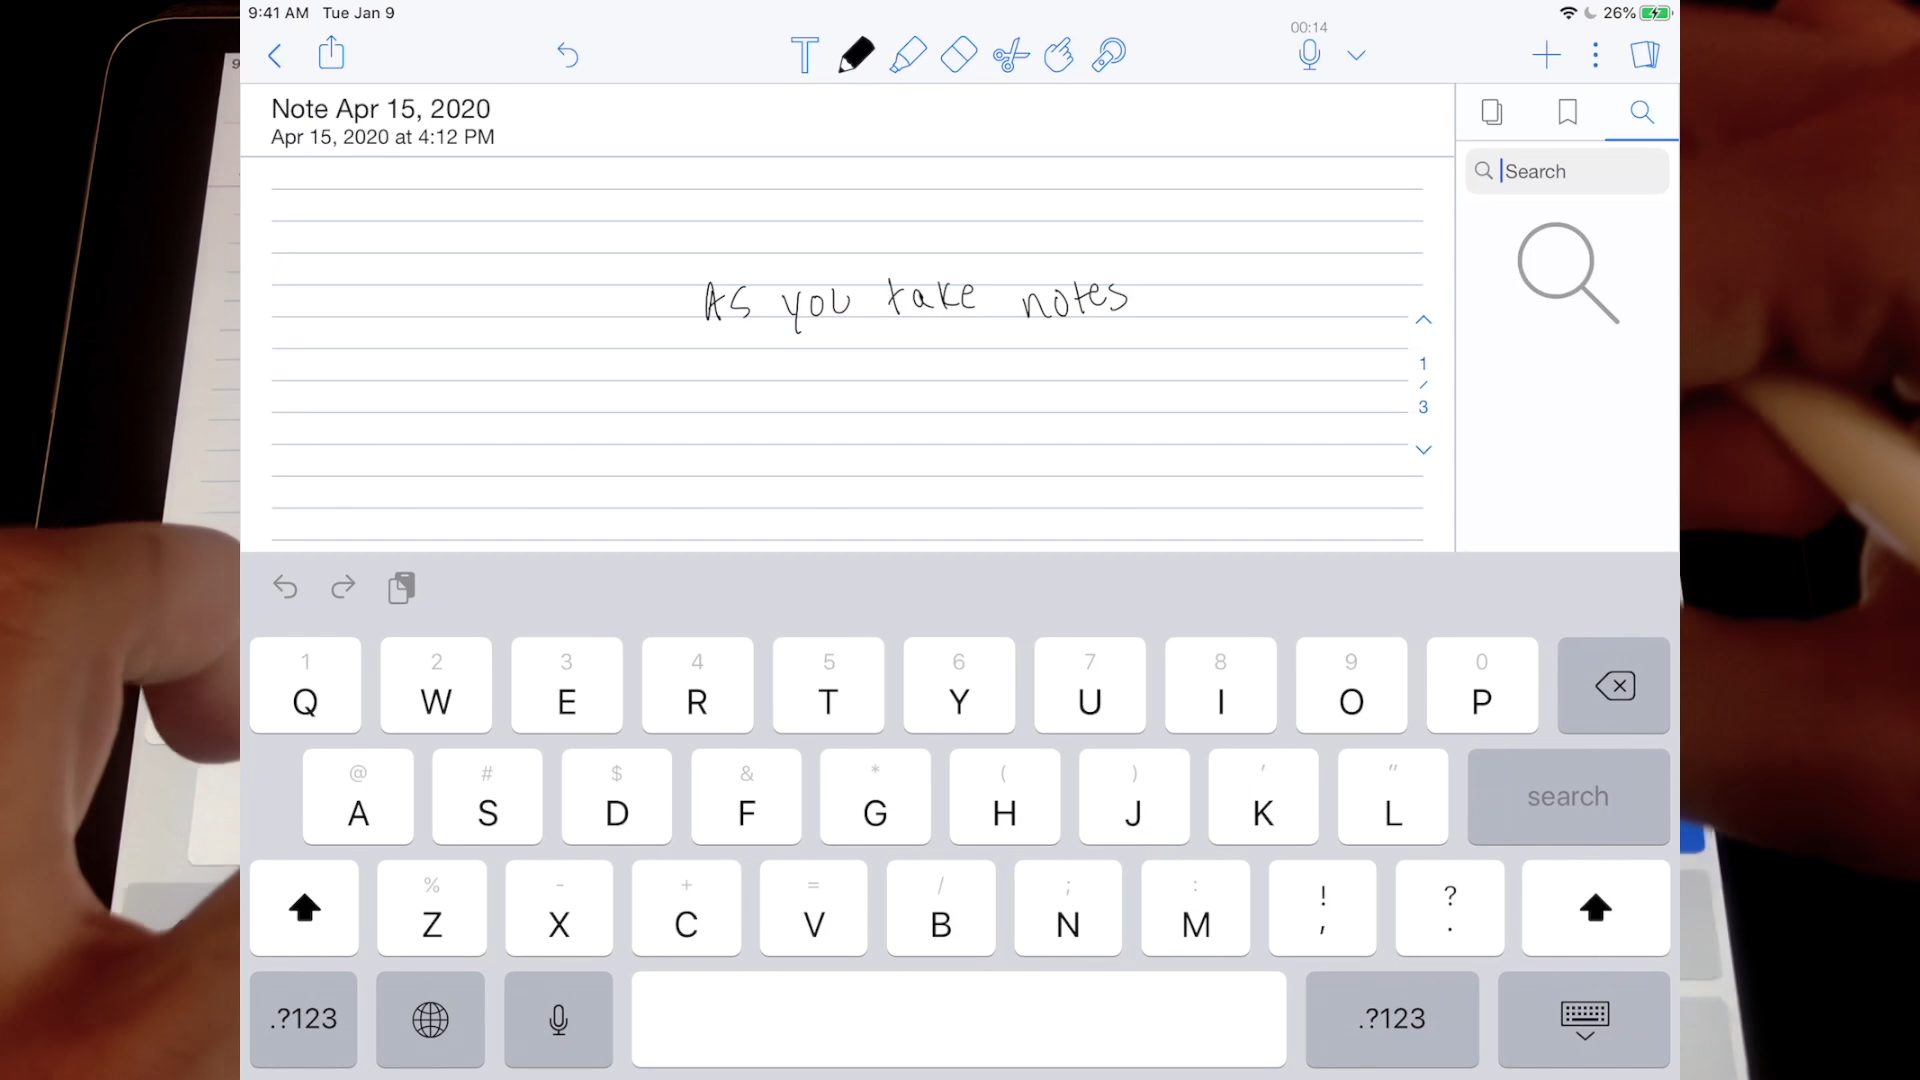 9:41 AM Tue Jan 9
26%
00:14
Note Apr 15, 2020
Apr 15, 2020 at 4:12 PM
Search
As you take notes
1
3
1 2 3 4 5 6 7 8 9 0
Q W E R T Y U I O P
@ # $ & * ( ) ' "
A S D F G H J K L search
% - + = / ; : ! ?
Z X C V B N M , .
.?123 .?123